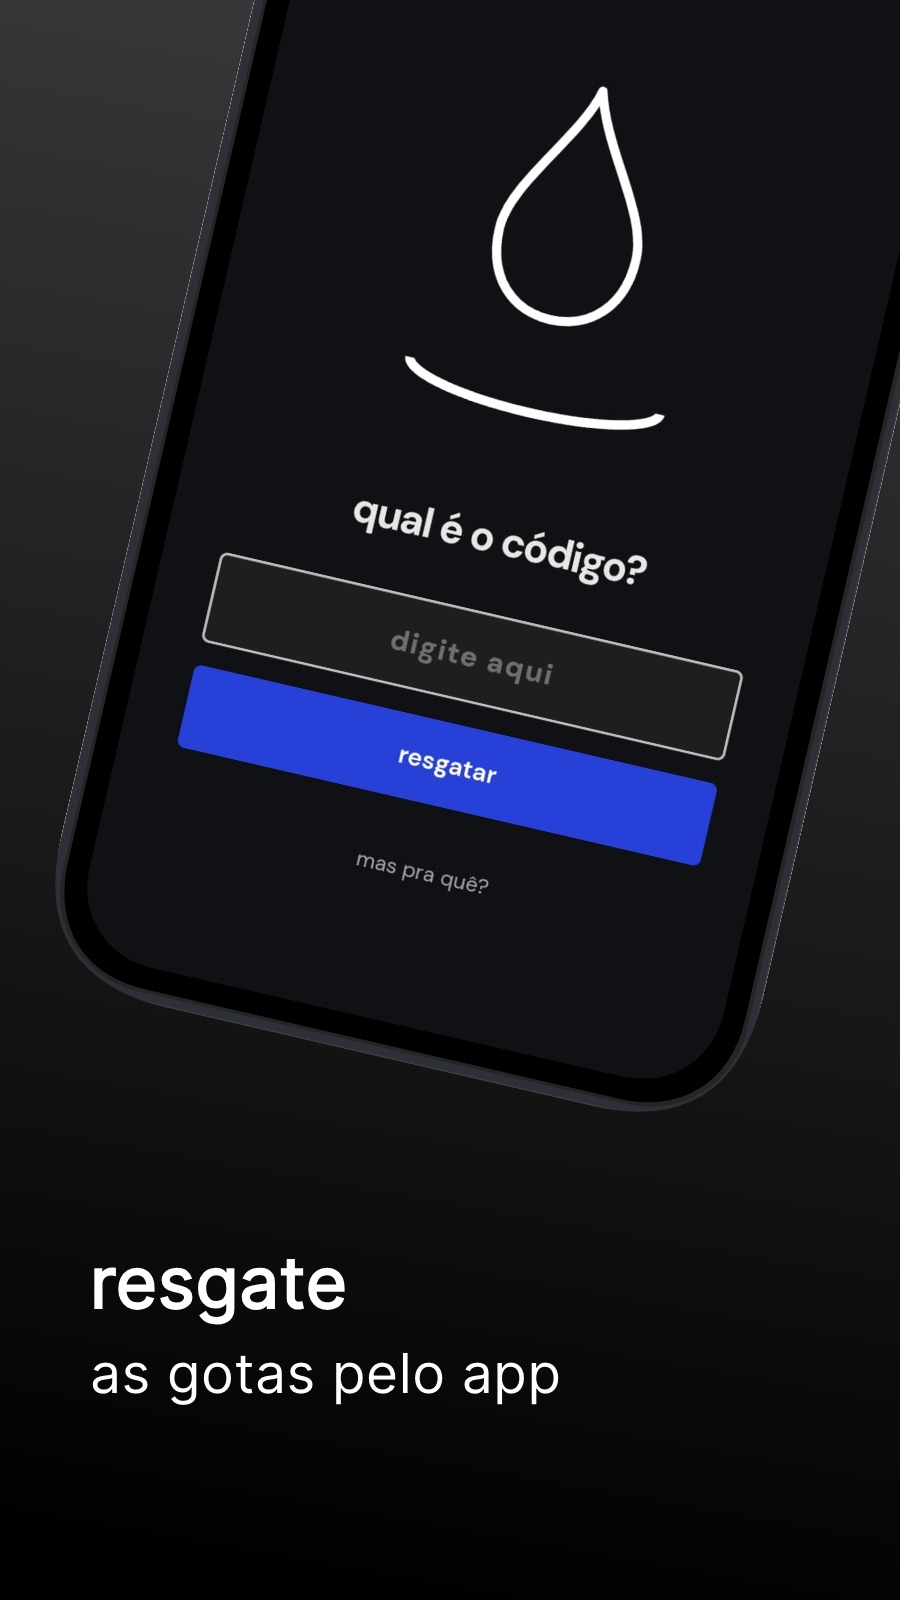 qual é o código?
digite aqui
resgatar
mas pra quê?
resgate
as gotas pelo app